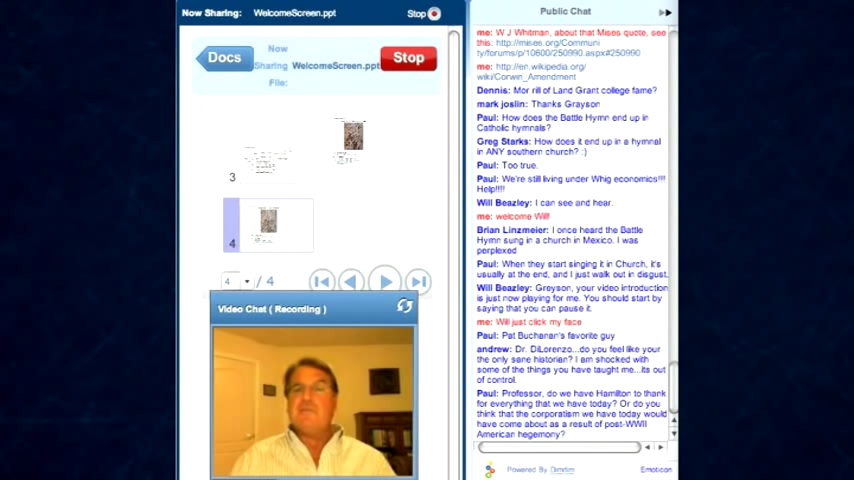 Now Sharing: WelcomeScreen.ppt Stop
Docs
Now
Sharing WelcomeScreen.ppt
File:
Stop
3
4
4 / 4
Video Chat ( Recording )
Public Chat
me: W J Whitman, about that Mises quote, see
this: http://mises.org/Communi
ty/forums/p/10600/250990.aspx#250990
me: http://en.wikipedia.org/
wiki/Corwin_Amendment
Dennis: Mor rill of Land Grant college fame?
mark joslin: Thanks Grayson
Paul: How does the Battle Hymn end up in
Catholic hymnals?
Greg Starks: How does it end up in a hymnal
in ANY southern church? :)
Paul: Too true.
Paul: We're still living under Whig economics!!!!
Help!!!!
Will Beazley: I can see and hear.
me: welcome Will!
Brian Linzmeier: I once heard the Battle
Hymn sung in a church in Mexico. I was
perplexed
Paul: When they start singing it in Church, it's
usually at the end, and I just walk out in disgust.
Will Beazley: Greyson, your video introduction
is just now playing for me. You should start by
saying that you can pause it.
me: Will just click my face
Paul: Pat Buchanan's favorite guy
andrew: Dr. DiLorenzo...do you feel like your
the only sane historian? I am shocked with
some of the things you have taught me...its out
of control.
Paul: Professor, do we have Hamilton to thank
for everything that we have today? Or do you
think that the corporatism we have today would
have come about as a result of post-WWII
American hegemony?
Powered By Dimdim
Emoticon